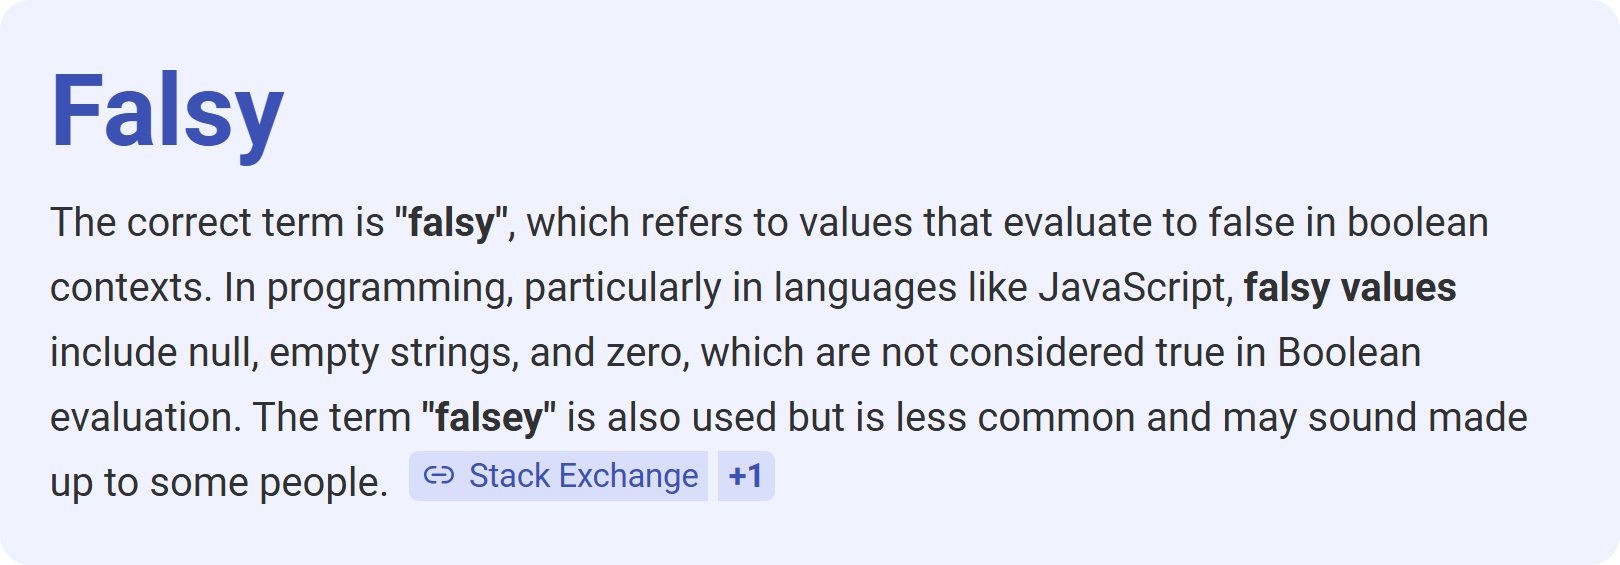 Falsy
The correct term is "falsy", which refers to values that evaluate to false in boolean
contexts. In programming, particularly in languages like JavaScript, falsy values
include null, empty strings, and zero, which are not considered true in Boolean
evaluation. The term "falsey" is also used but is less common and may sound made
up to some people. Stack Exchange +1